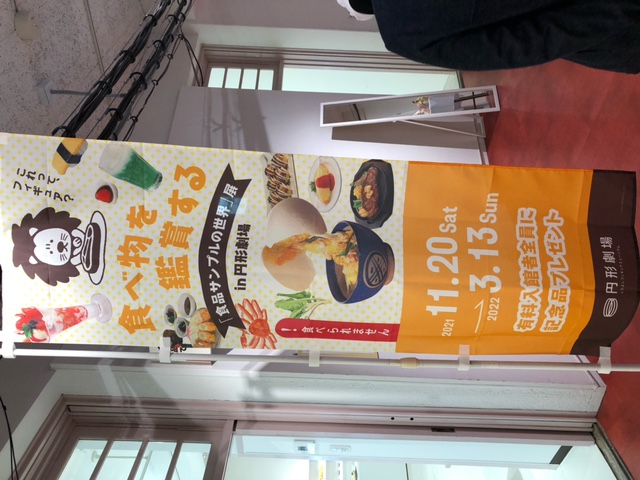 これって、
フィギュア?
食べ物を
鑑賞する
「食品サンプルの世界」展
in 円形劇場
! 食べられません
2021 11.20 Sat
2022 3.13 Sun
有料入館者全員に
記念品プレゼント
円形劇場